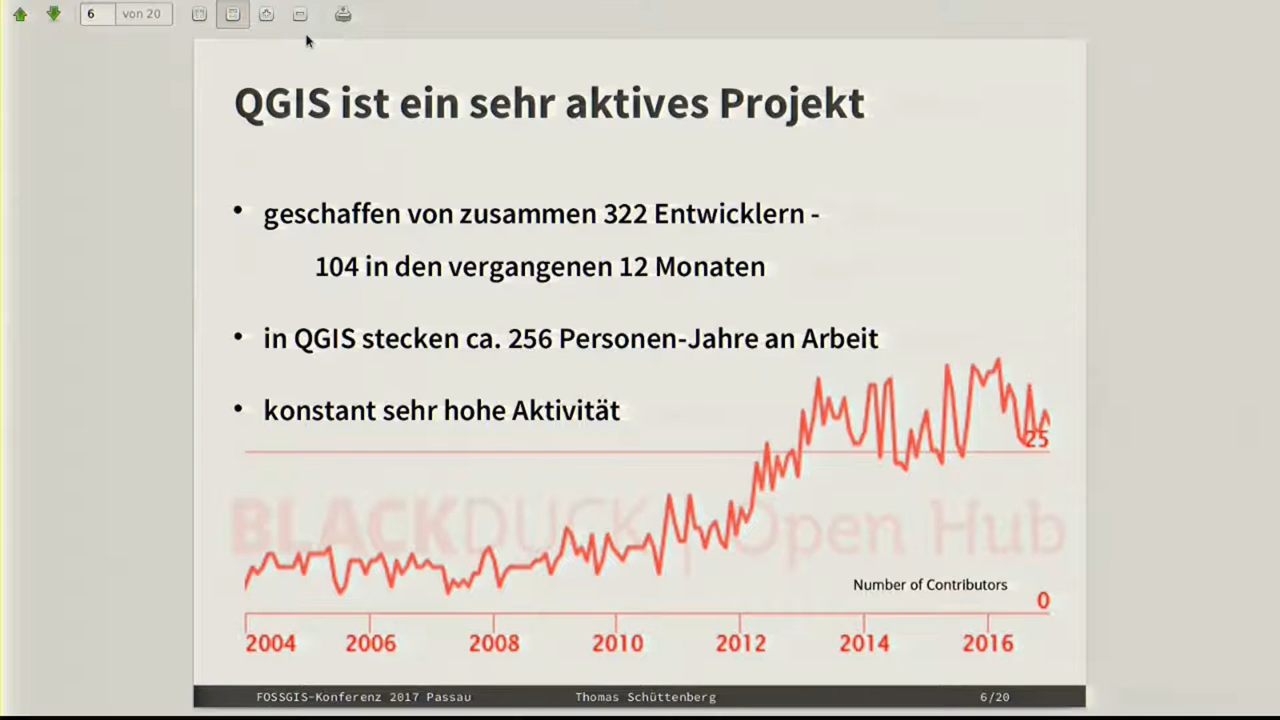 6 von 20
QGIS ist ein sehr aktives Projekt
• geschaffen von zusammen 322 Entwicklern -
104 in den vergangenen 12 Monaten
• in QGIS stecken ca. 256 Personen-Jahre an Arbeit
• konstant sehr hohe Aktivität
25
BLACKDUCK | Open Hub
Number of Contributors
0
2004 2006 2008 2010 2012 2014 2016
FOSSGIS-Konferenz 2017 Passau Thomas Schüttenberg 6/20